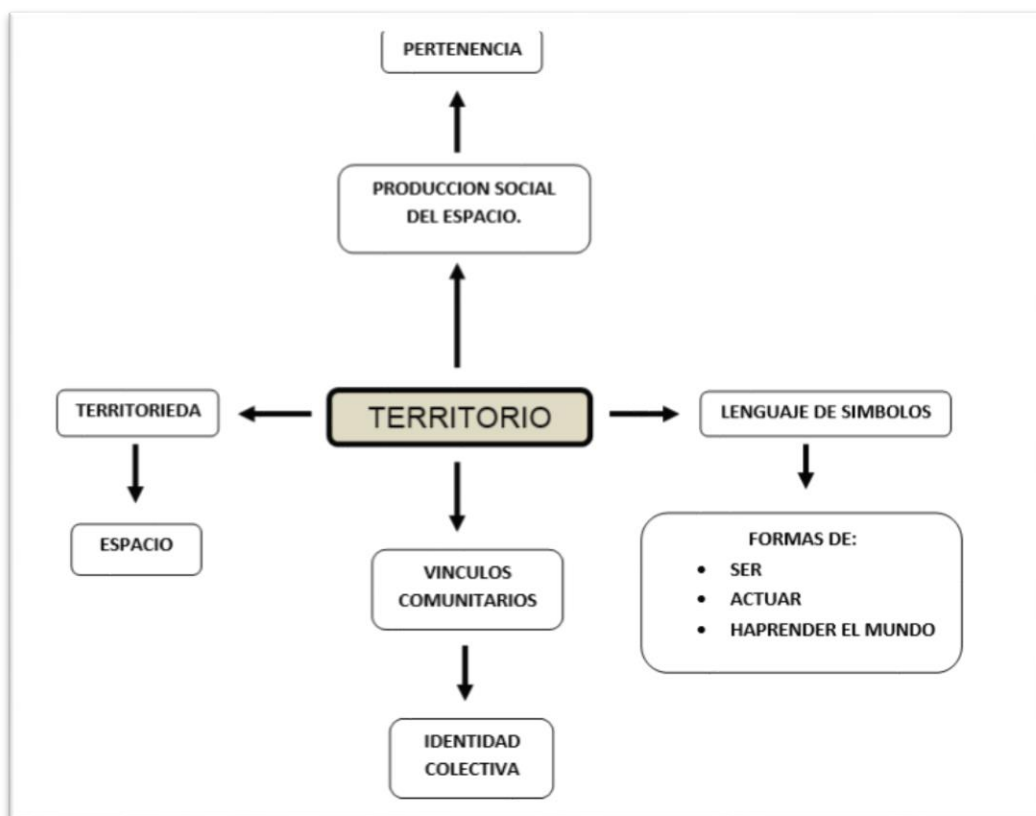 PERTENENCIA
PRODUCCION SOCIAL
DEL ESPACIO.
TERRITORIEDA
TERRITORIO
LENGUAJE DE SIMBOLOS
ESPACIO
VINCULOS
COMUNITARIOS
FORMAS DE:
• SER
• ACTUAR
• HAPRENDER EL MUNDO
IDENTIDAD
COLECTIVA